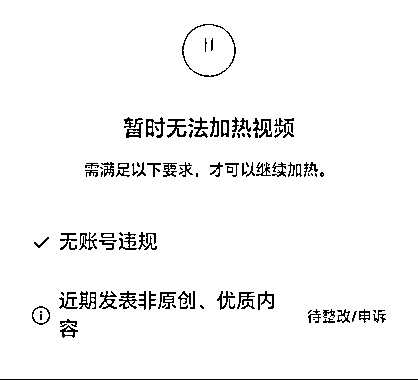 暂时无法加热视频
需满足以下要求，才可以继续加热。
无账号违规
近期发表非原创、优质内
容
待整改/申诉